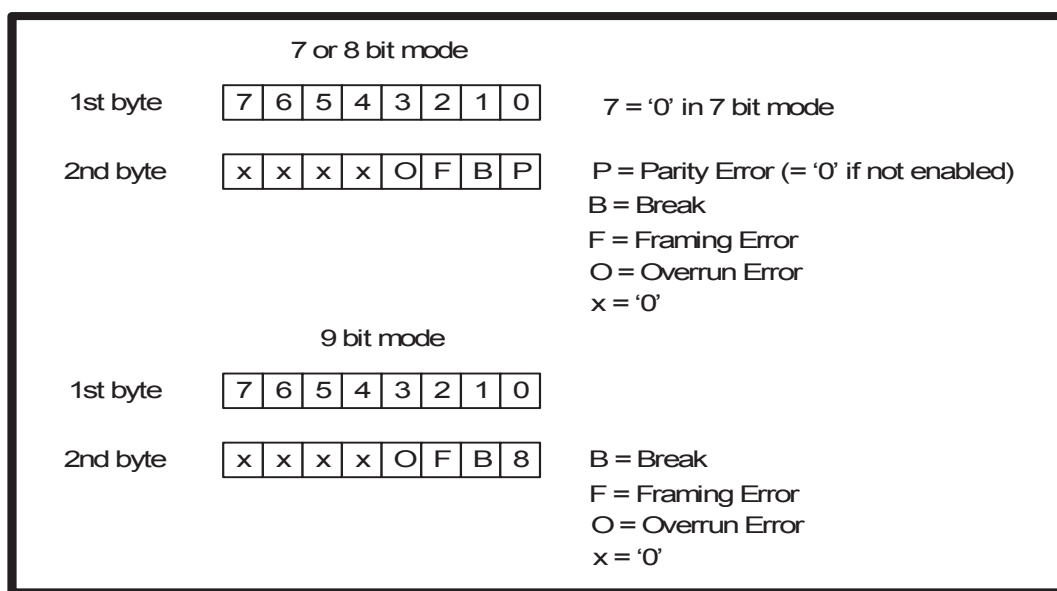 7 or 8 bit mode
1st byte 7 6 5 4 3 2 1 0 7 = ‘0’ in 7 bit mode
2nd byte x x x x O F B P P = Parity Error (= ‘0’ if not enabled)
B = Break
F = Framing Error
O = Overrun Error
x = ‘0’
9 bit mode
1st byte 7 6 5 4 3 2 1 0
2nd byte x x x x O F B 8 B = Break
F = Framing Error
O = Overrun Error
x = ‘0’